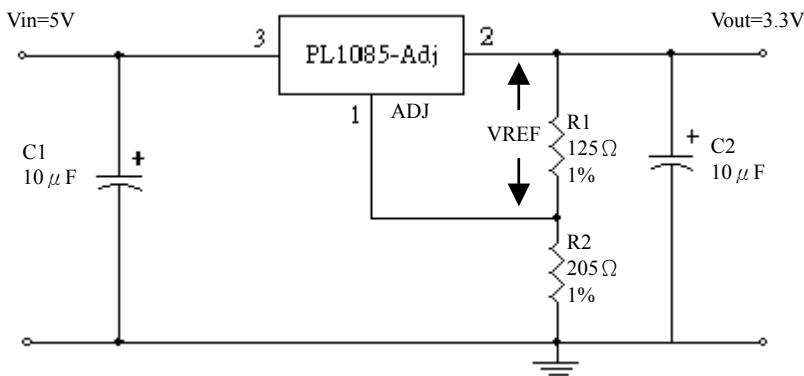 Vin=5V
Vout=3.3V
3
PL1085-Adj
2
1
ADJ
VREF
R1
125Ω
1%
C1
10μF
+
+
C2
10μF
R2
205Ω
1%